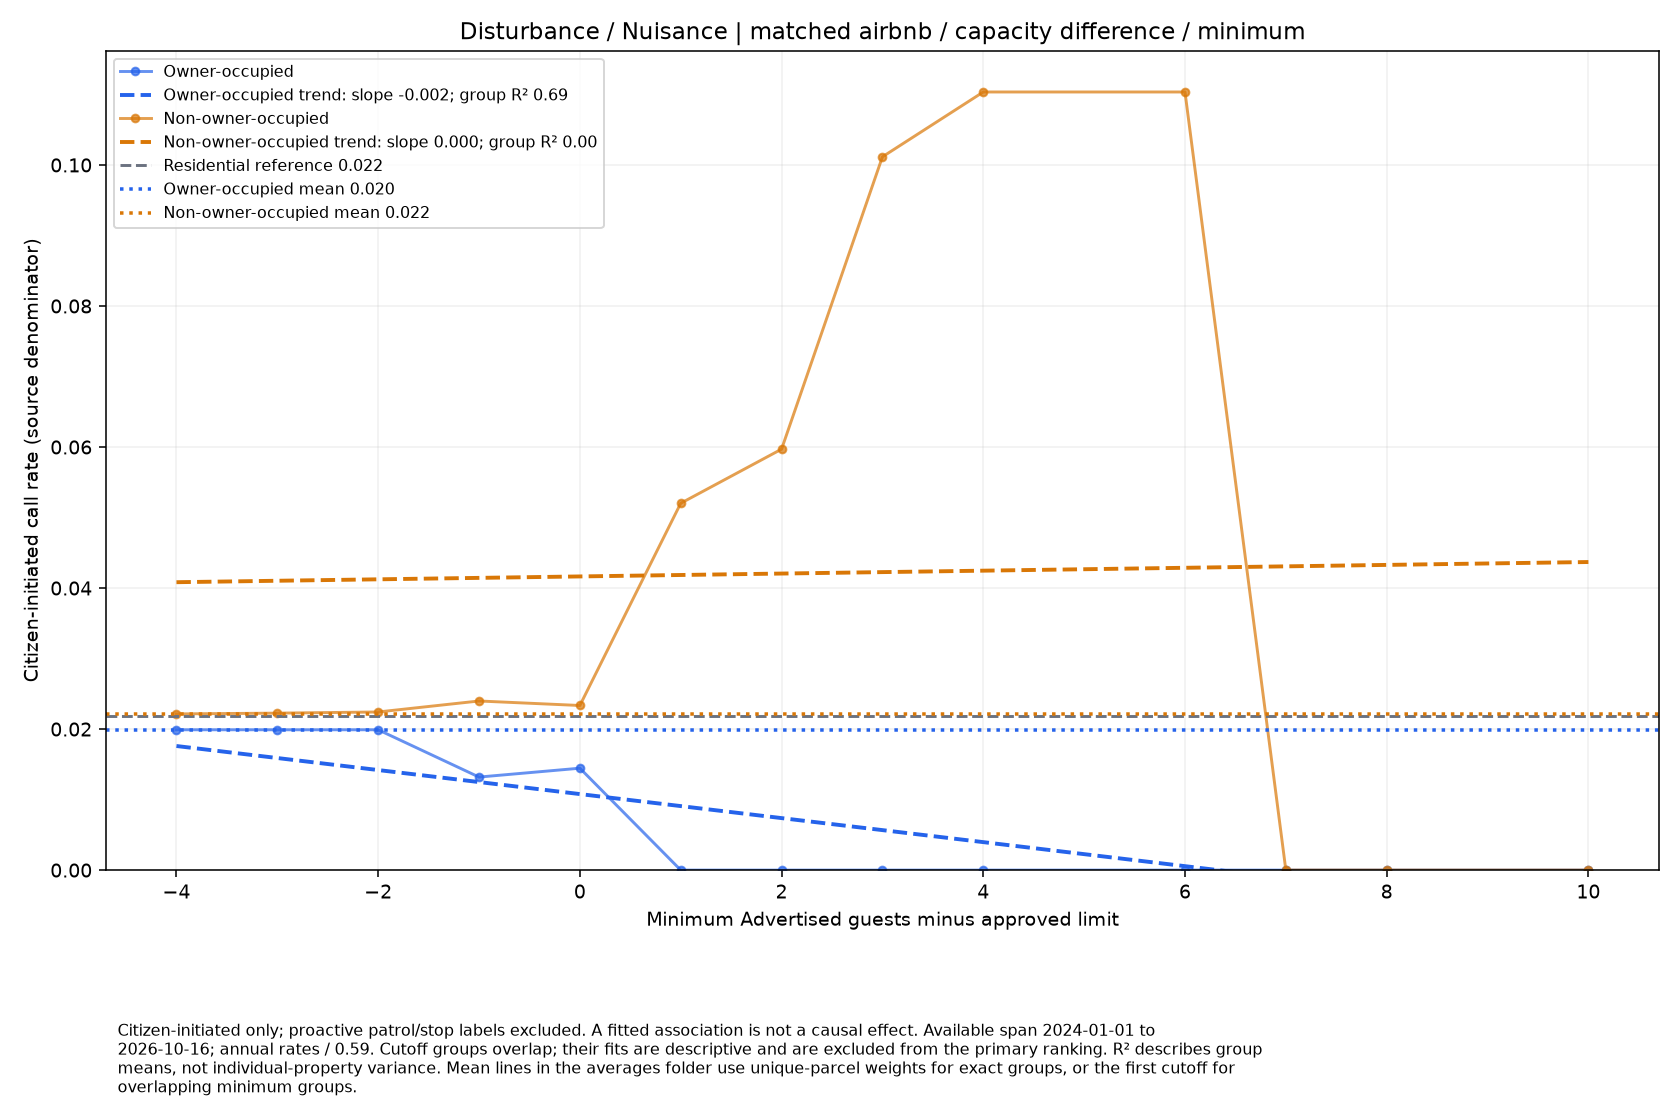 Disturbance / Nuisance | matched airbnb / capacity difference / minimum
Owner-occupied
Owner-occupied trend: slope -0.002; group R² 0.69
Non-owner-occupied
Non-owner-occupied trend: slope 0.000; group R² 0.00
Residential reference 0.022
Owner-occupied mean 0.020
Non-owner-occupied mean 0.022
Citizen-initiated call rate (source denominator)
0.10
0.08
0.06
0.04
0.02
0.00
−4 −2 0 2 4 6 8 10
Minimum Advertised guests minus approved limit
Citizen-initiated only; proactive patrol/stop labels excluded. A fitted association is not a causal effect. Available span 2024-01-01 to
2026-10-16; annual rates / 0.59. Cutoff groups overlap; their fits are descriptive and are excluded from the primary ranking. R² describes group
means, not individual-property variance. Mean lines in the averages folder use unique-parcel weights for exact groups, or the first cutoff for
overlapping minimum groups.